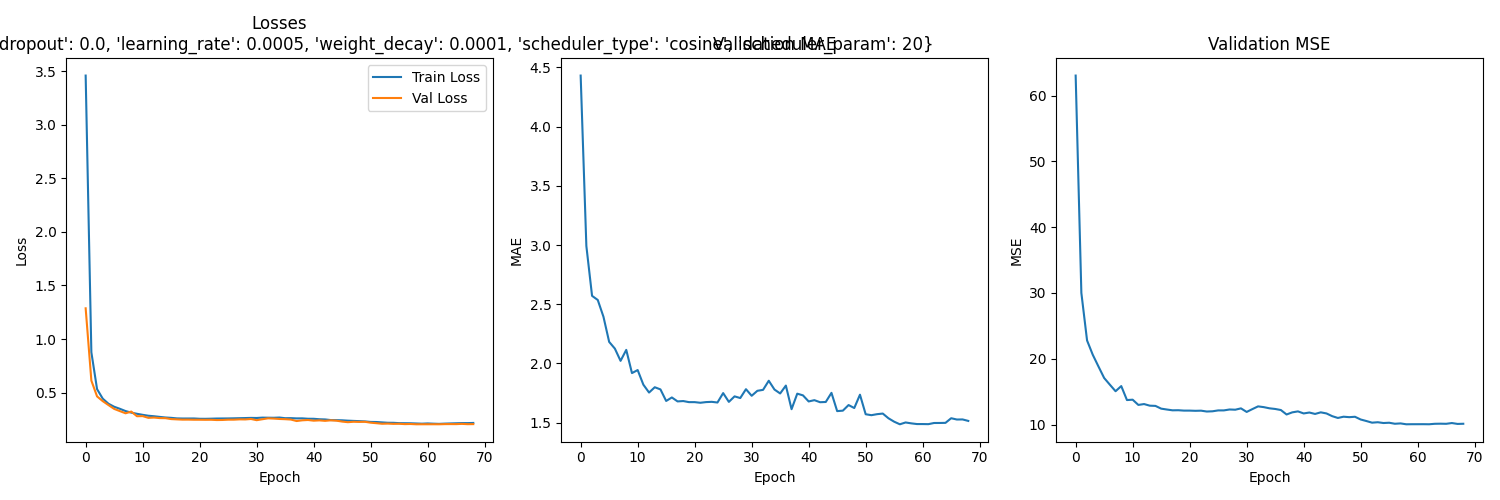 Losses
dropout': 0.0, 'learning_rate': 0.0005, 'weight_decay': 0.0001, 'scheduler_type': 'cosine', 'scheduler_param': 20}
Validation MAE
Validation MSE
Train Loss
Val Loss
3.5
3.0
2.5
2.0
1.5
1.0
0.5
Loss
0 10 20 30 40 50 60 70
Epoch
4.5
4.0
3.5
3.0
2.5
2.0
1.5
MAE
0 10 20 30 40 50 60 70
Epoch
60
50
40
30
20
10
MSE
0 10 20 30 40 50 60 70
Epoch